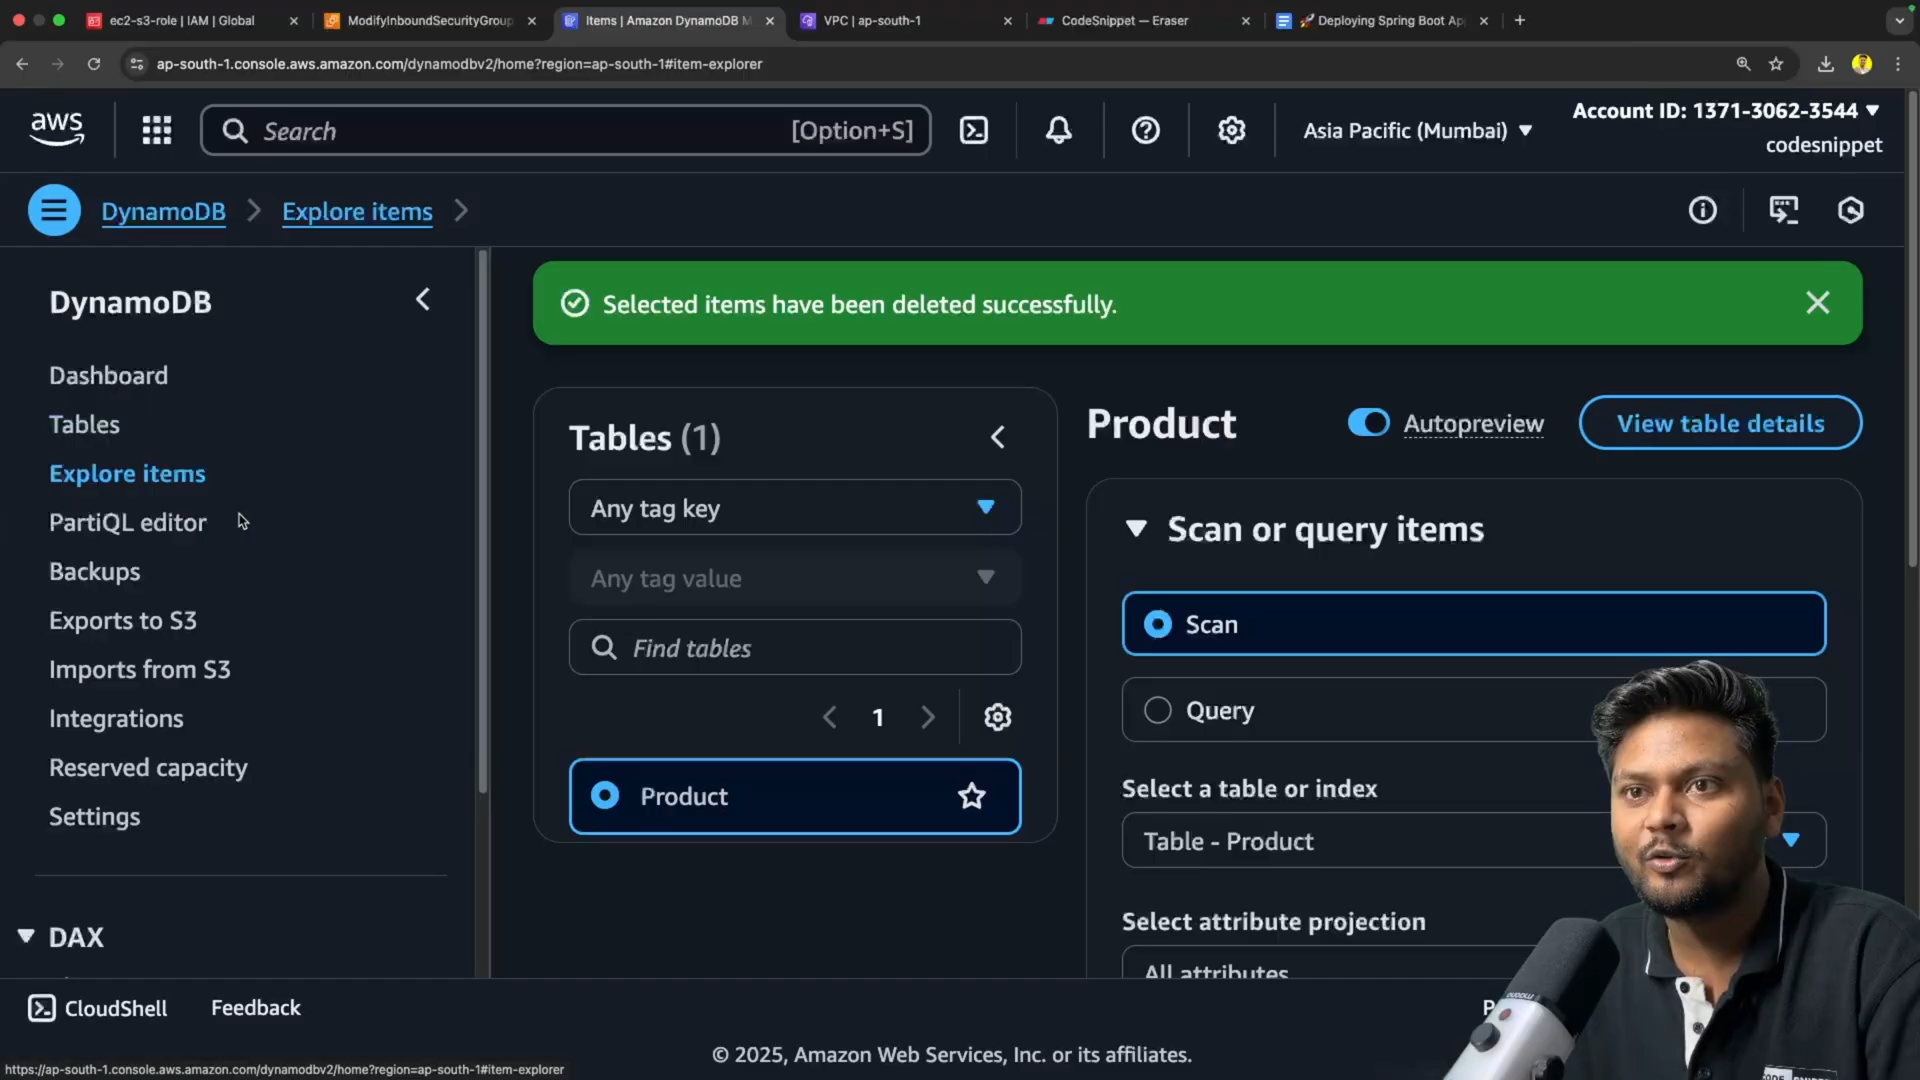 ec2-s3-role | IAM | Global
ModifyInboundSecurityGroup
Items | Amazon DynamoDB M
VPC | ap-south-1
CodeSnippet — Eraser
🚀 Deploying Spring Boot Ap
ap-south-1.console.aws.amazon.com/dynamodbv2/home?region=ap-south-1#item-explorer
aws
Search
[Option+S]
Asia Pacific (Mumbai)
Account ID: 1371-3062-3544
codesnippet
DynamoDB
Explore items
DynamoDB
Dashboard
Tables
Explore items
PartiQL editor
Backups
Exports to S3
Imports from S3
Integrations
Reserved capacity
Settings
DAX
Selected items have been deleted successfully.
Tables (1)
Any tag key
Any tag value
Find tables
1
Product
Product
Autopreview
View table details
Scan or query items
Scan
Query
Select a table or index
Table - Product
Select attribute projection
All attributes
CloudShell
Feedback
© 2025, Amazon Web Services, Inc. or its affiliates.
https://ap-south-1.console.aws.amazon.com/dynamodbv2/home?region=ap-south-1#item-explorer